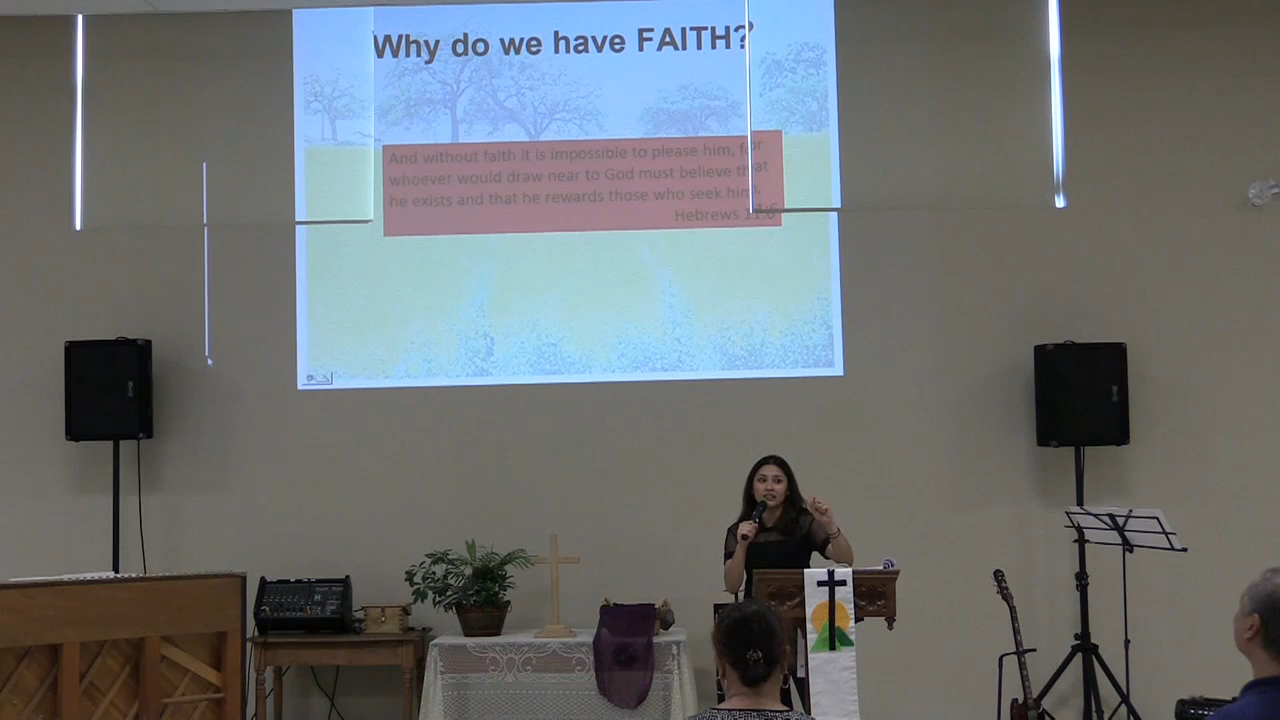 Why do we have FAITH?
And without faith it is impossible to please him, for
whoever would draw near to God must believe that
he exists and that he rewards those who seek him.
Hebrews 11:6